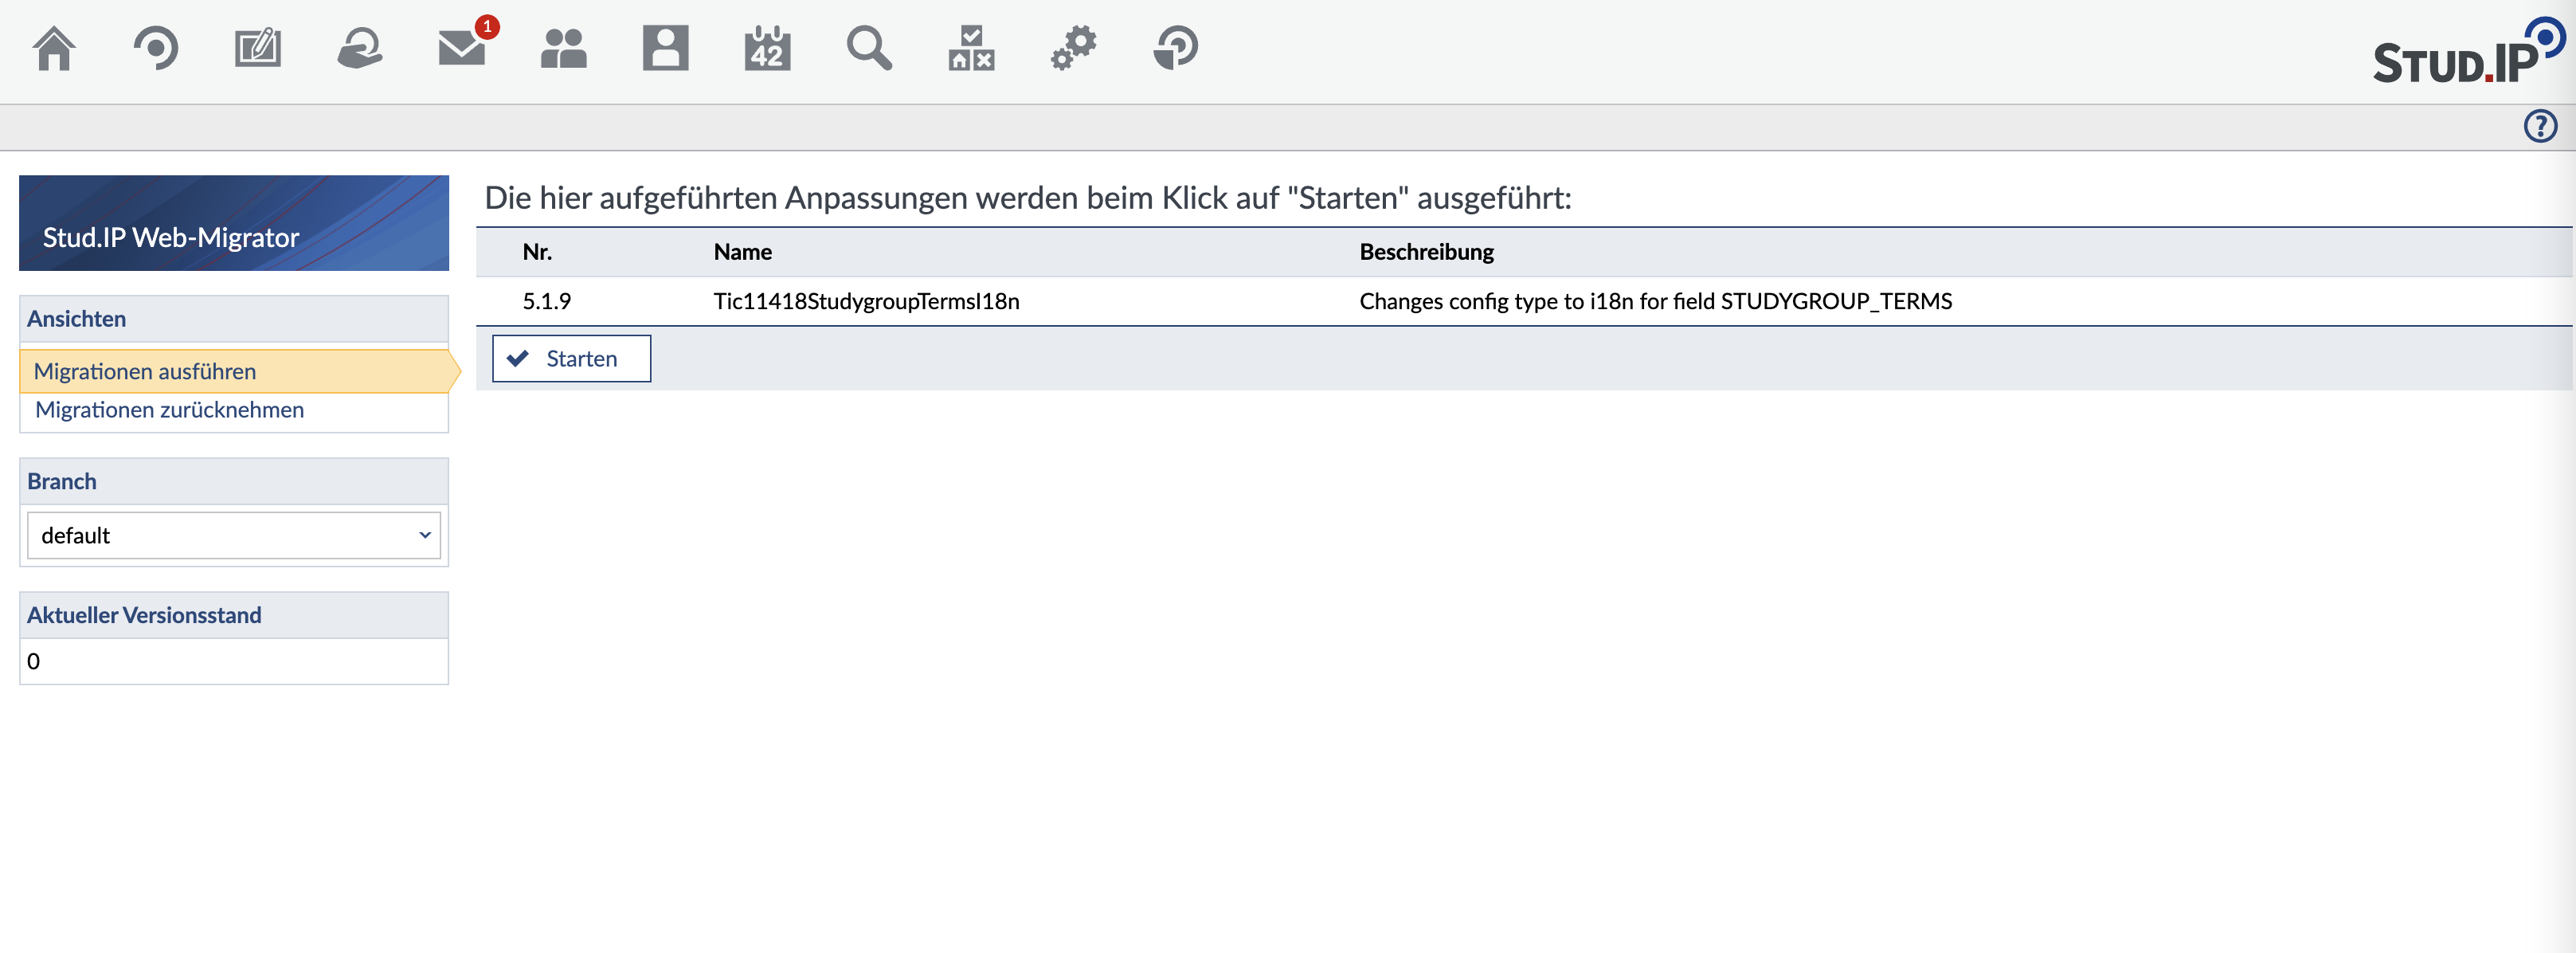 1
42
STUD.IP
?
Stud.IP Web-Migrator
Ansichten
Migrationen ausführen
Migrationen zurücknehmen
Branch
default
Aktueller Versionsstand
0
Die hier aufgeführten Anpassungen werden beim Klick auf "Starten" ausgeführt:
Nr. Name Beschreibung
5.1.9 Tic11418StudygroupTermsI18n Changes config type to i18n for field STUDYGROUP_TERMS
Starten